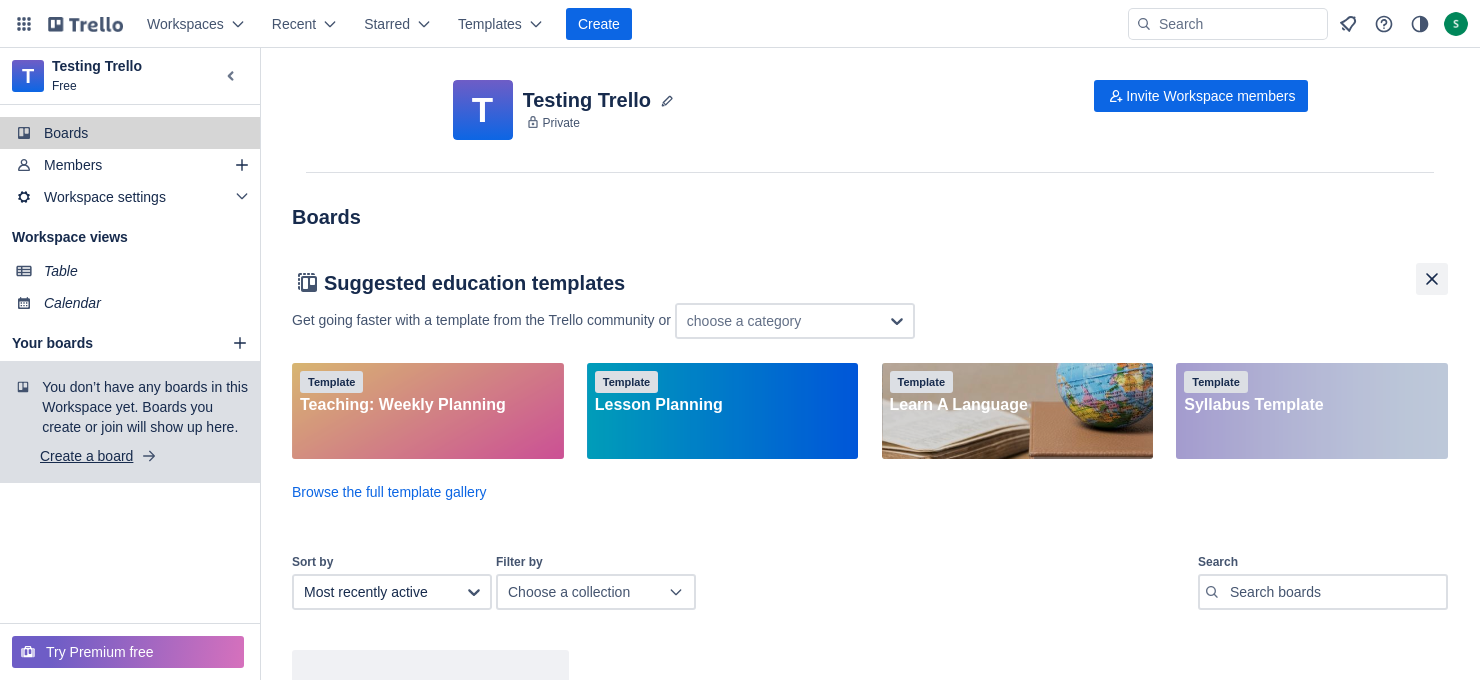 Trello
Workspaces
Recent
Starred
Templates
Create
Search
S
T
Testing Trello
Free
Boards
Members
Workspace settings
Workspace views
Table
Calendar
Your boards
You don’t have any boards in this
Workspace yet. Boards you
create or join will show up here.
Create a board
Try Premium free
T
Testing Trello
Private
Invite Workspace members
Boards
Suggested education templates
Get going faster with a template from the Trello community or
choose a category
Template
Teaching: Weekly Planning
Template
Lesson Planning
Template
Learn A Language
Template
Syllabus Template
Browse the full template gallery
Sort by
Most recently active
Filter by
Choose a collection
Search
Search boards